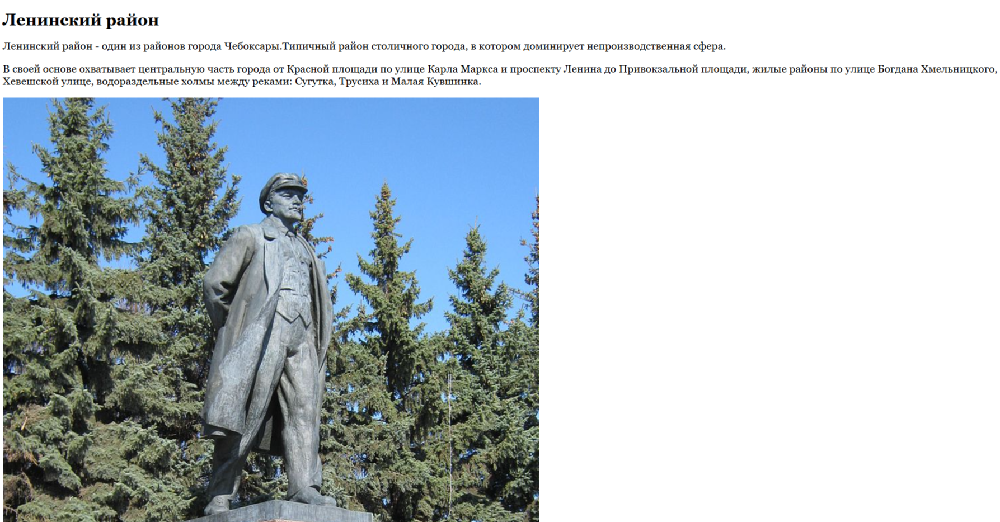 Ленинский район
Ленинский район - один из районов города Чебоксары.Типичный район столичного города, в котором доминирует непроизводственная сфера.
В своей основе охватывает центральную часть города от Красной площади по улице Карла Маркса и проспекту Ленина до Привокзальной площади, жилые районы по улице Богдана Хмельницкого,
Хевешской улице, водораздельные холмы между реками: Сугутка, Трусиха и Малая Кувшинка.